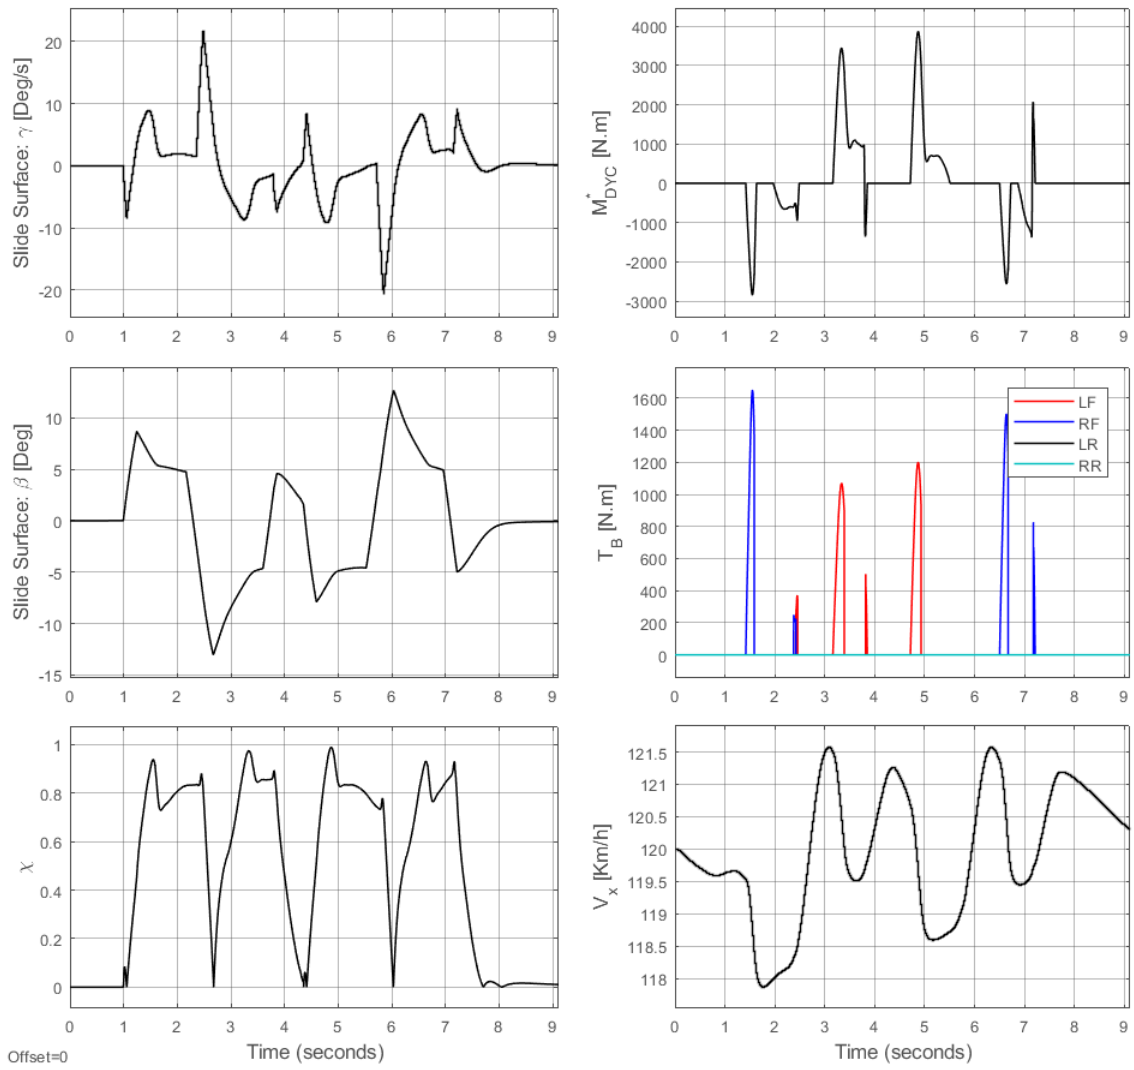 Slide Surface: γ [Deg/s]
20
10
0
-10
-20
0 1 2 3 4 5 6 7 8 9
M*DYC [N.m]
4000
3000
2000
1000
0
-1000
-2000
-3000
0 1 2 3 4 5 6 7 8 9
Slide Surface: β [Deg]
10
5
0
-5
-10
-15
0 1 2 3 4 5 6 7 8 9
T_B [N.m]
1600
1400
1200
1000
800
600
400
200
0
LF
RF
LR
RR
0 1 2 3 4 5 6 7 8 9
χ
1
0.8
0.6
0.4
0.2
0
0 1 2 3 4 5 6 7 8 9
Time (seconds)
Offset=0
V_x [Km/h]
121.5
121
120.5
120
119.5
119
118.5
118
0 1 2 3 4 5 6 7 8 9
Time (seconds)